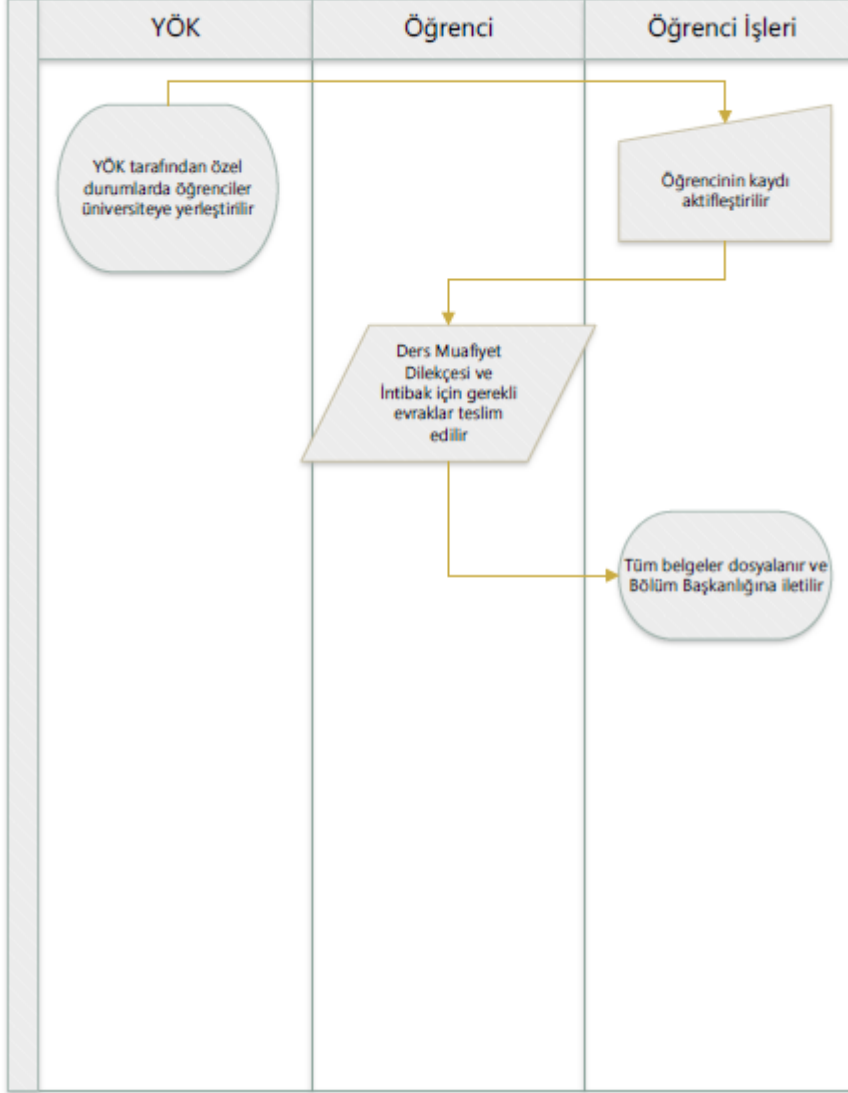 YÖK
Öğrenci
Öğrenci İşleri
YÖK tarafından özel
durumlarda öğrenciler
üniversiteye yerleştirilir
Öğrencinin kaydı
aktifleştirilir
Ders Muafiyet
Dilekçesi ve
İntibak için gerekli
evraklar teslim
edilir
Tüm belgeler dosyalanır ve
Bölüm Başkanlığına iletilir